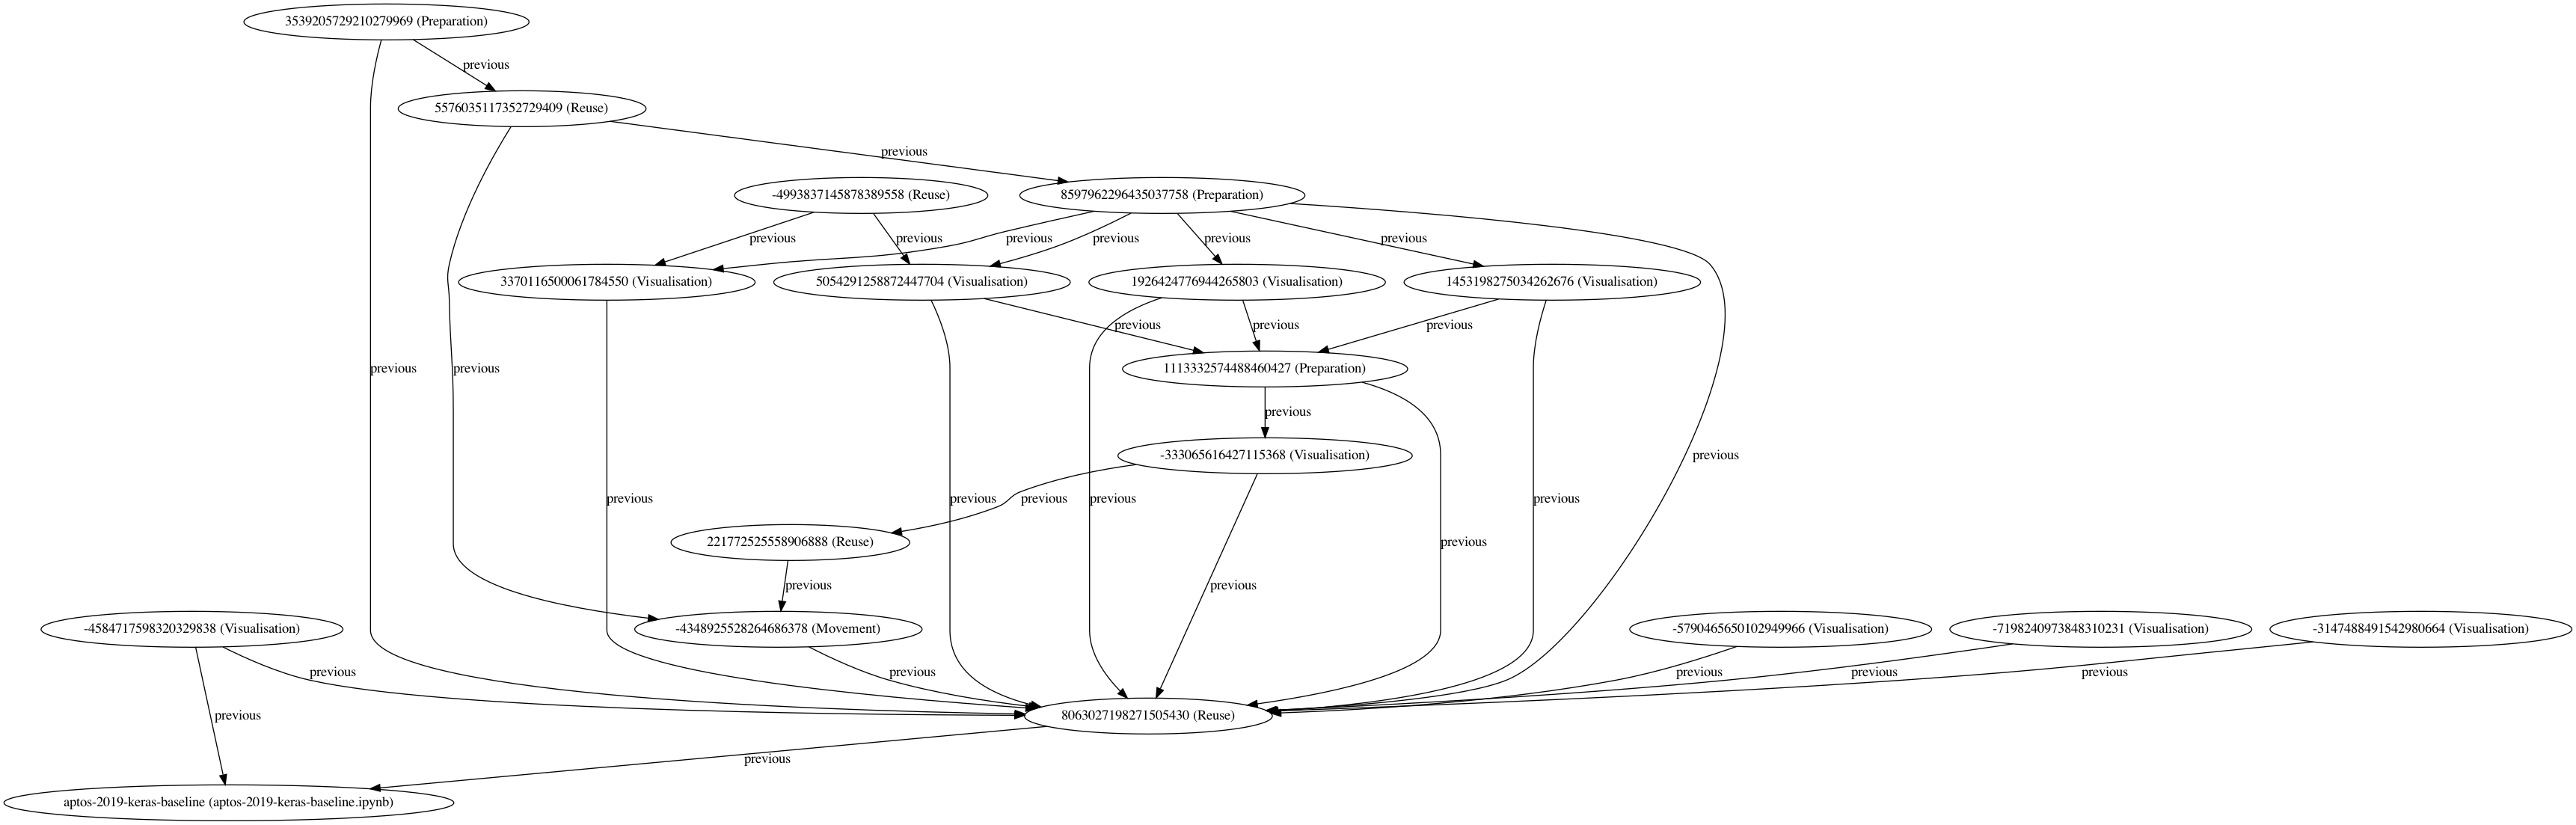 3539205729210279969 (Preparation)
previous
5576035117352729409 (Reuse)
previous
-4993837145878389558 (Reuse)
8597962296435037758 (Preparation)
previous
previous
previous
previous
previous
previous
3370116500061784550 (Visualisation)
5054291258872447704 (Visualisation)
1926424776944265803 (Visualisation)
1453198275034262676 (Visualisation)
previous
previous
previous
previous
previous
1113332574488460427 (Preparation)
previous
previous
-333065616427115368 (Visualisation)
previous
previous
previous
previous
previous
221772525558906888 (Reuse)
previous
previous
previous
-4584717598320329838 (Visualisation)
-4348925528264686378 (Movement)
-5790465650102949966 (Visualisation)
-7198240973848310231 (Visualisation)
-3147488491542980664 (Visualisation)
previous
previous
previous
previous
previous
previous
8063027198271505430 (Reuse)
previous
aptos-2019-keras-baseline (aptos-2019-keras-baseline.ipynb)